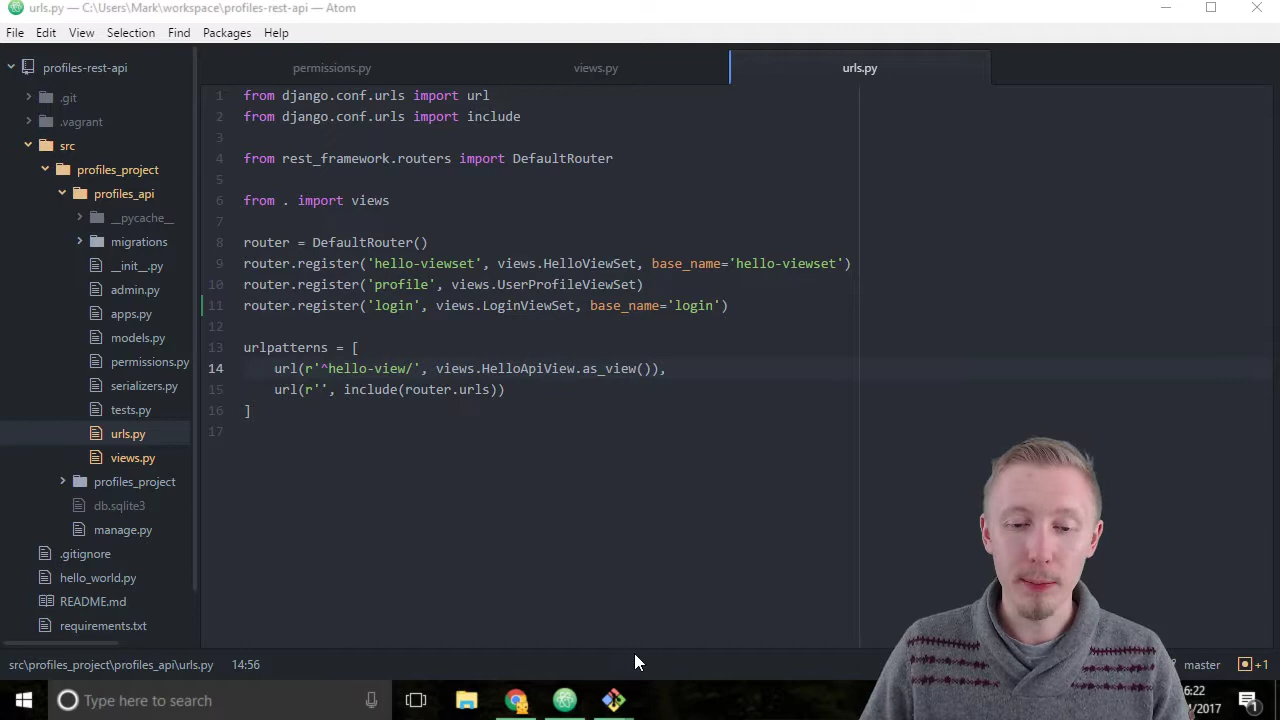 urls.py — C:\Users\Mark\workspace\profiles-rest-api — Atom
File Edit View Selection Find Packages Help
profiles-rest-api
.git
.vagrant
src
profiles_project
profiles_api
__pycache__
migrations
__init__.py
admin.py
apps.py
models.py
permissions.py
serializers.py
tests.py
urls.py
views.py
profiles_project
db.sqlite3
manage.py
.gitignore
hello_world.py
README.md
requirements.txt
permissions.py views.py urls.py
1 from django.conf.urls import url
2 from django.conf.urls import include
3
4 from rest_framework.routers import DefaultRouter
5
6 from . import views
7
8 router = DefaultRouter()
9 router.register('hello-viewset', views.HelloViewSet, base_name='hello-viewset')
10 router.register('profile', views.UserProfileViewSet)
11 router.register('login', views.LoginViewSet, base_name='login')
12
13 urlpatterns = [
14 url(r'^hello-view/', views.HelloApiView.as_view()),
15 url(r'', include(router.urls))
16 ]
17
src\profiles_project\profiles_api\urls.py 14:56 master +1
Type here to search
1